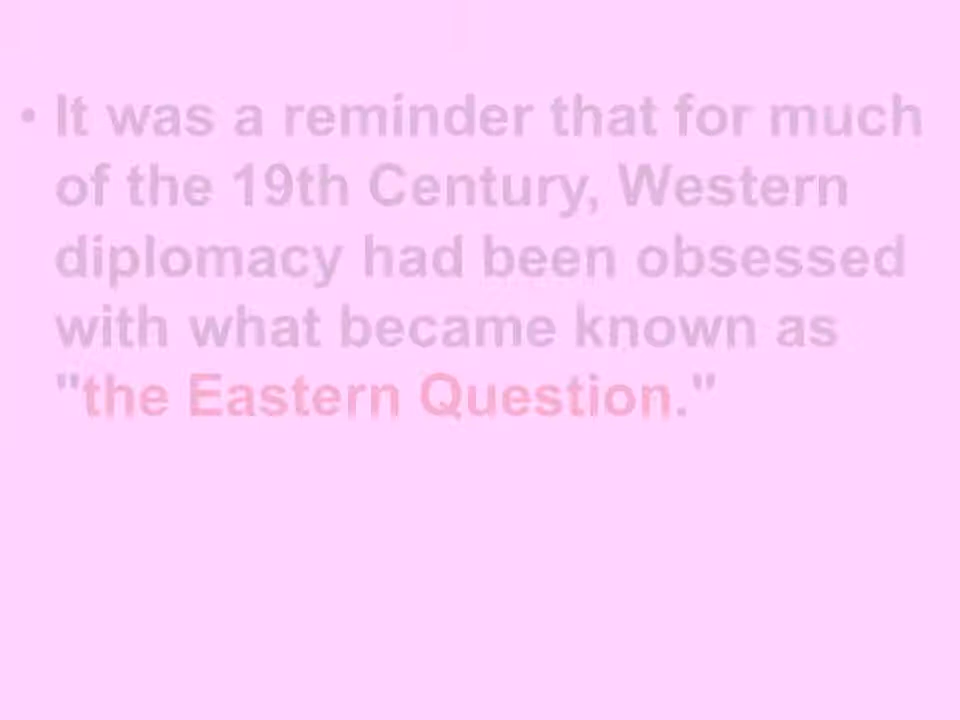 • It was a reminder that for much
of the 19th Century, Western
diplomacy had been obsessed
with what became known as
"the Eastern Question."